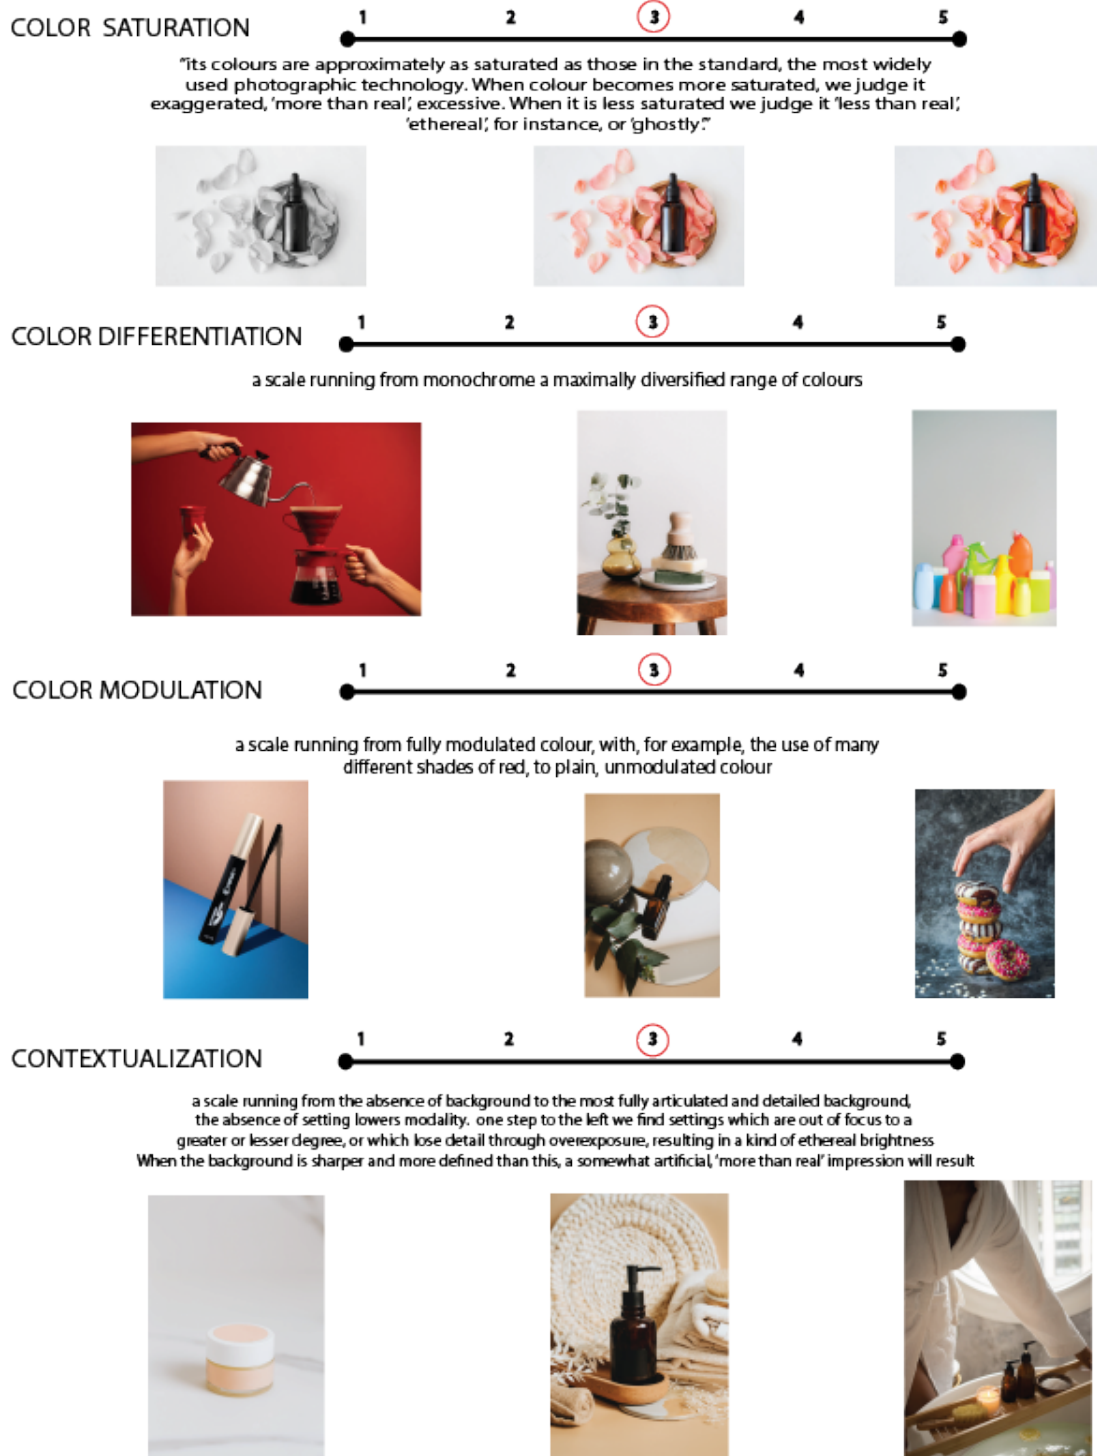 1 2 3 4 5
COLOR SATURATION
"its colours are approximately as saturated as those in the standard, the most widely
used photographic technology. When colour becomes more saturated, we judge it
exaggerated, 'more than real', excessive. When it is less saturated we judge it 'less than real',
'ethereal', for instance, or 'ghostly'."
1 2 3 4 5
COLOR DIFFERENTIATION
a scale running from monochrome a maximally diversified range of colours
1 2 3 4 5
COLOR MODULATION
a scale running from fully modulated colour, with, for example, the use of many
different shades of red, to plain, unmodulated colour
1 2 3 4 5
CONTEXTUALIZATION
a scale running from the absence of background to the most fully articulated and detailed background,
the absence of setting lowers modality. one step to the left we find settings which are out of focus to a
greater or lesser degree, or which lose detail through overexposure, resulting in a kind of ethereal brightness
When the background is sharper and more defined than this, a somewhat artificial, 'more than real' impression will result